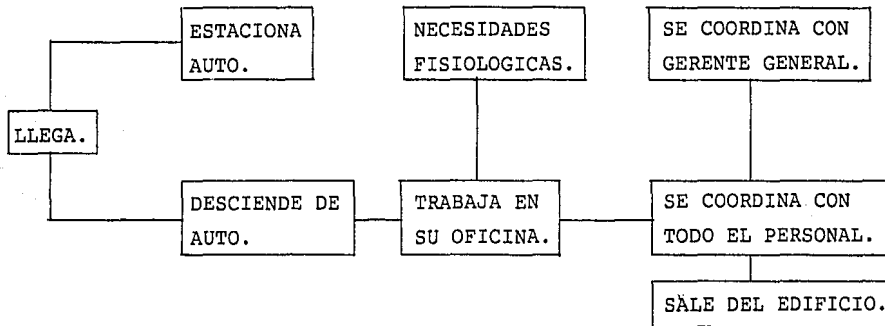 ESTACIONA
AUTO.
NECESIDADES
FISIOLOGICAS.
SE COORDINA CON
GERENTE GENERAL.
LLEGA.
DESCIENDE DE
AUTO.
TRABAJA EN
SU OFICINA.
SE COORDINA CON
TODO EL PERSONAL.
SALE DEL EDIFICIO.